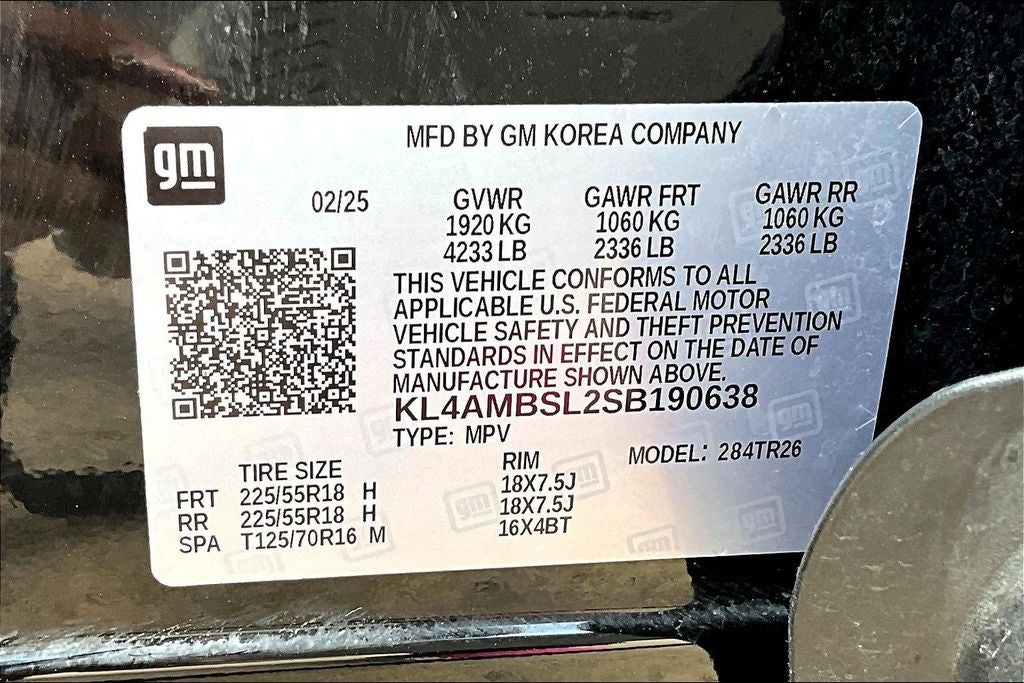 gm
MFD BY GM KOREA COMPANY
02/25 GVWR GAWR FRT GAWR RR
1920 KG 1060 KG 1060 KG
4233 LB 2336 LB 2336 LB
THIS VEHICLE CONFORMS TO ALL
APPLICABLE U.S. FEDERAL MOTOR
VEHICLE SAFETY AND THEFT PREVENTION
STANDARDS IN EFFECT ON THE DATE OF
MANUFACTURE SHOWN ABOVE.
KL4AMBSL2SB190638
TYPE: MPV MODEL: 284TR26
TIRE SIZE RIM
FRT 225/55R18 H 18X7.5J
RR 225/55R18 H 18X7.5J
SPA T125/70R16 M 16X4BT